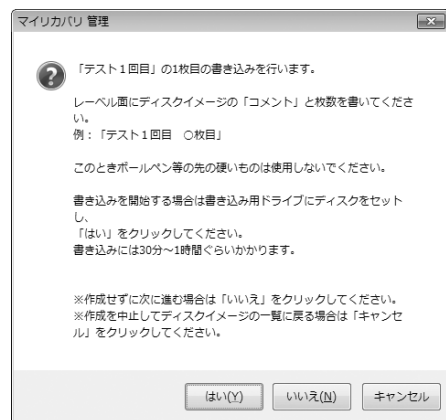 マイリカバリ 管理
「テスト１回目」の1枚目の書き込みを行います。
レーベル面にディスクイメージの「コメント」と枚数を書いてくださ
い。
例：「テスト１回目　○枚目」
このときボールペン等の先の硬いものは使用しないでください。
書き込みを開始する場合は書き込み用ドライブにディスクをセット
し、
「はい」をクリックしてください。
書き込みには30分～1時間ぐらいかかります。
※作成せずに次に進む場合は「いいえ」をクリックしてください。
※作成を中止してディスクイメージの一覧に戻る場合は「キャンセ
ル」をクリックしてください。
はい(Y)　いいえ(N)　キャンセル